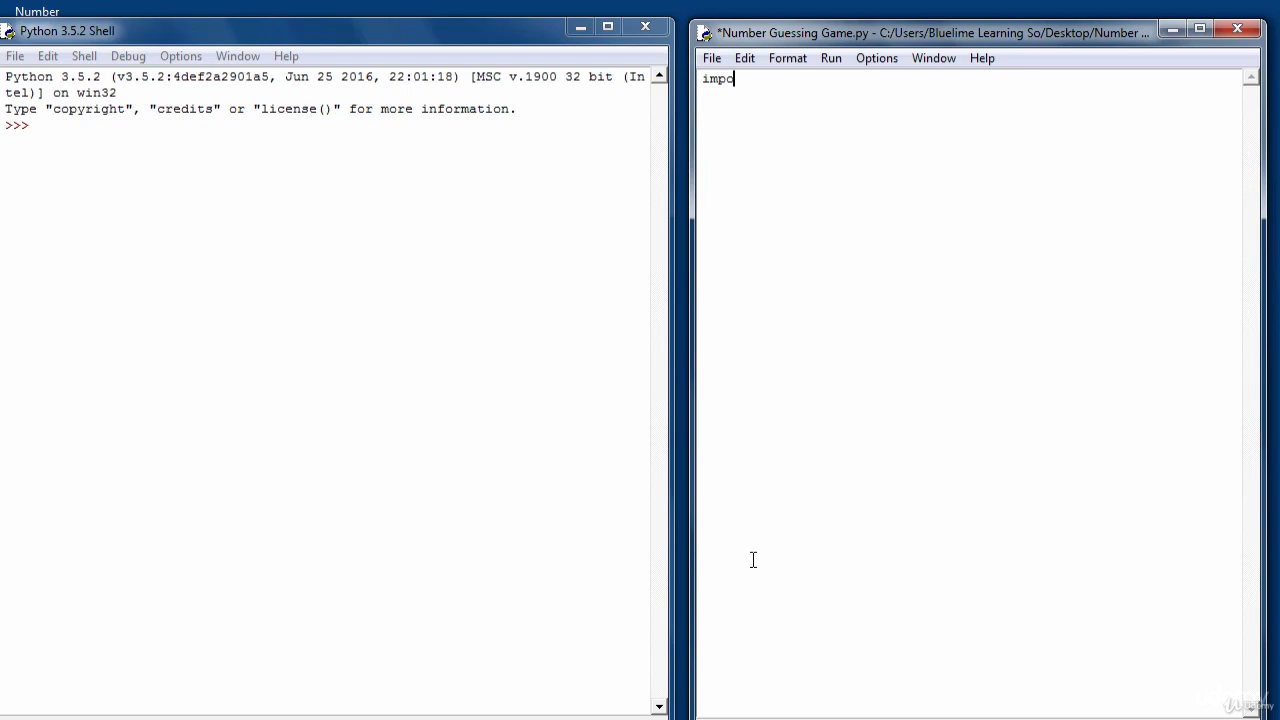 Number
Python 3.5.2 Shell
File Edit Shell Debug Options Window Help
Python 3.5.2 (v3.5.2:4def2a2901a5, Jun 25 2016, 22:01:18) [MSC v.1900 32 bit (In
tel)] on win32
Type "copyright", "credits" or "license()" for more information.
>>>
*Number Guessing Game.py - C:/Users/Bluelime Learning So/Desktop/Number ...
File Edit Format Run Options Window Help
impo